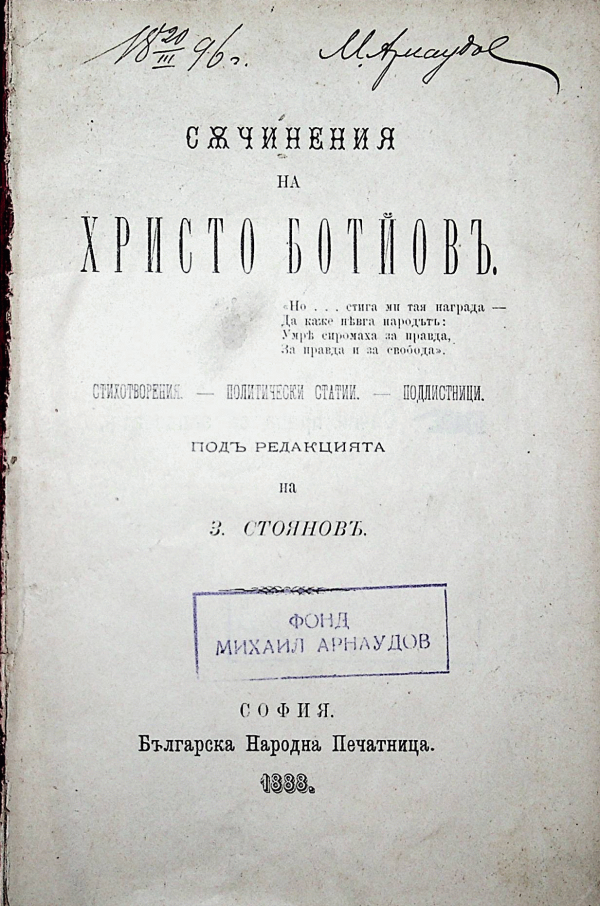 18 20/III 96 г. М. Арнаудов
СѪЧИНЕНИЯ
НА
ХРИСТО БОТЙОВЪ.
«Но . . . стига ми тая награда —
Да каже нѣвга народътъ:
Умрѣ сиромаха за правда,
За правда и за свобода».
СТИХОТВОРЕНИЯ. — ПОЛИТИЧЕСКИ СТАТИИ. — ПОДЛИСТНИЦИ.
ПОДЪ РЕДАКЦИЯТА
на
З. СТОЯНОВЪ.
ФОНД
МИХАИЛ АРНАУДОВ
СОФИЯ.
Българска Народна Печатница.
1888.